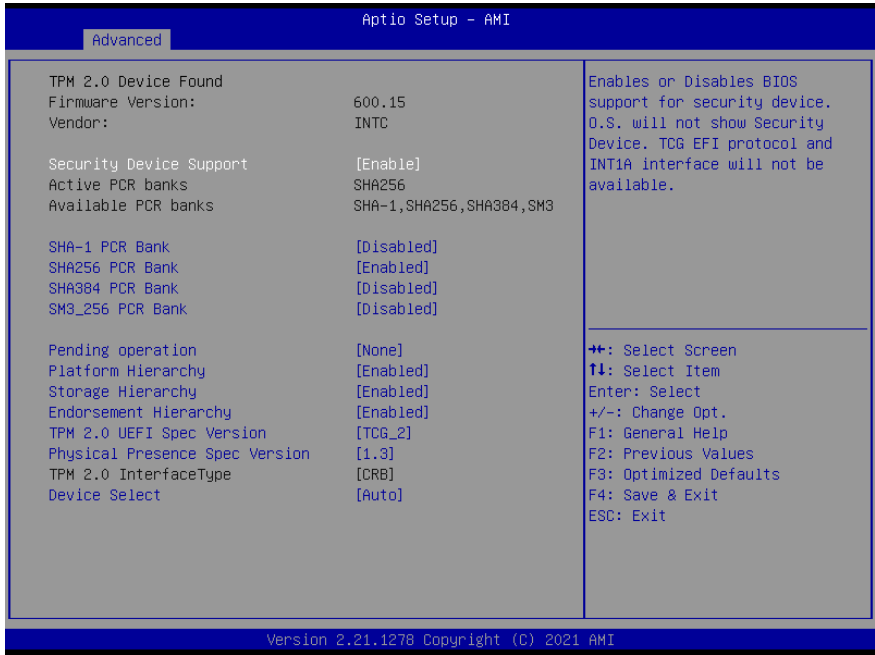 Aptio Setup - AMI
Advanced
TPM 2.0 Device Found
Firmware Version: 600.15
Vendor: INTC
Security Device Support [Enable]
Active PCR banks SHA256
Available PCR banks SHA-1,SHA256,SHA384,SM3
SHA-1 PCR Bank [Disabled]
SHA256 PCR Bank [Enabled]
SHA384 PCR Bank [Disabled]
SM3_256 PCR Bank [Disabled]
Pending operation [None]
Platform Hierarchy [Enabled]
Storage Hierarchy [Enabled]
Endorsement Hierarchy [Enabled]
TPM 2.0 UEFI Spec Version [TCG_2]
Physical Presence Spec Version [1.3]
TPM 2.0 InterfaceType [CRB]
Device Select [Auto]
Enables or Disables BIOS
support for security device.
O.S. will not show Security
Device. TCG EFI protocol and
INT1A interface will not be
available.
→←: Select Screen
↑↓: Select Item
Enter: Select
+/-: Change Opt.
F1: General Help
F2: Previous Values
F3: Optimized Defaults
F4: Save & Exit
ESC: Exit
Version 2.21.1278 Copyright (C) 2021 AMI